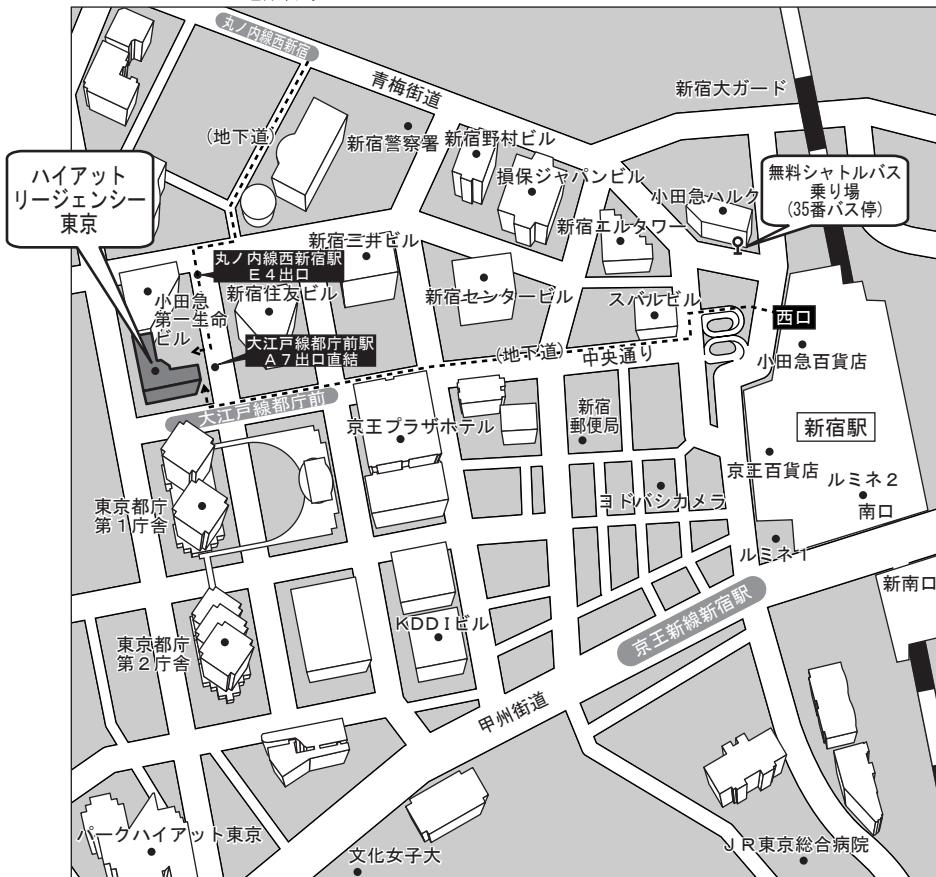 丸ノ内線西新宿
青梅街道
新宿大ガード
(地下道)
新宿警察署
新宿野村ビル
ハイアット
リージェンシー
東京
損保ジャパンビル
小田急ハルク
無料シャトルバス
乗り場
(35番バス停)
新宿三井ビル
新宿エルタワー
丸ノ内線西新宿駅
E4出口
小田急
第一生命
ビル
新宿住友ビル
新宿センタービル
スバルビル
西口
大江戸線都庁前駅
A7出口直結
(地下道)
中央通り
小田急百貨店
大江戸線都庁前
京王プラザホテル
新宿
郵便局
新宿駅
京王百貨店
ルミネ2
南口
東京都庁
第1庁舎
ヨドバシカメラ
ルミネ1
新南口
京王新線新宿駅
KDDIビル
東京都庁
第2庁舎
甲州街道
パークハイアット東京
文化女子大
JR東京総合病院